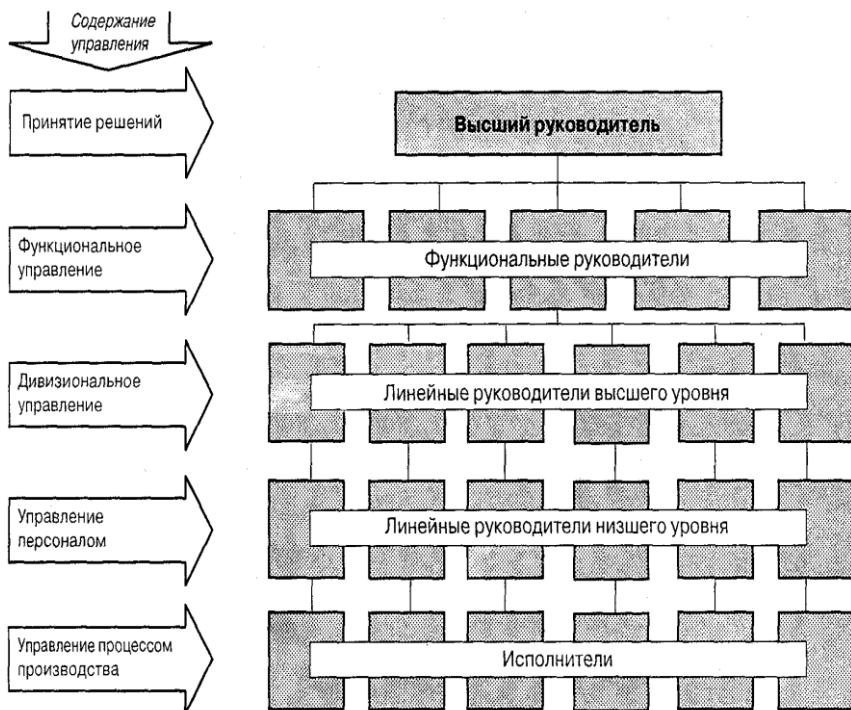 Содержание
управления
Принятие решений
Высший руководитель
Функциональное
управление
Функциональные руководители
Дивизиональное
управление
Линейные руководители высшего уровня
Управление
персоналом
Линейные руководители низшего уровня
Управление процессом
производства
Исполнители